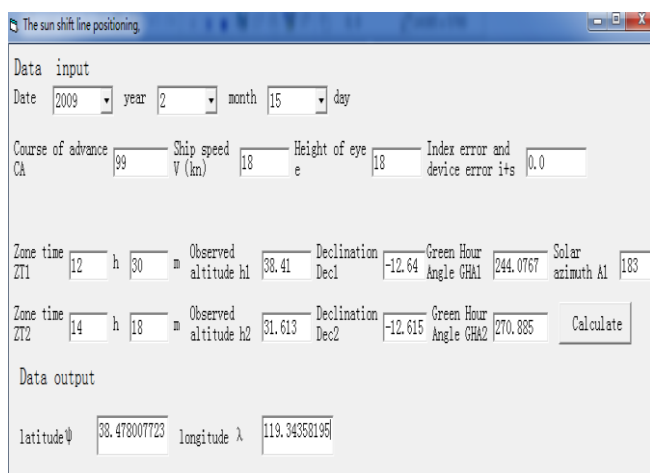 The sun shift line positioning,
Data input
Date 2009 year 2 month 15 day
Course of advance CA 99 Ship speed V (kn) 18 Height of eye e 18 Index error and device error i+s 0.0
Zone time ZT1 12 h 30 m Observed altitude h1 38.41 Declination Dec1 -12.64 Green Hour Angle GHA1 244.0767 Solar azimuth A1 183
Zone time ZT2 14 h 18 m Observed altitude h2 31.613 Declination Dec2 -12.615 Green Hour Angle GHA2 270.885 Calculate
Data output
latitude ψ 38.478007723 longitude λ 119.34358195